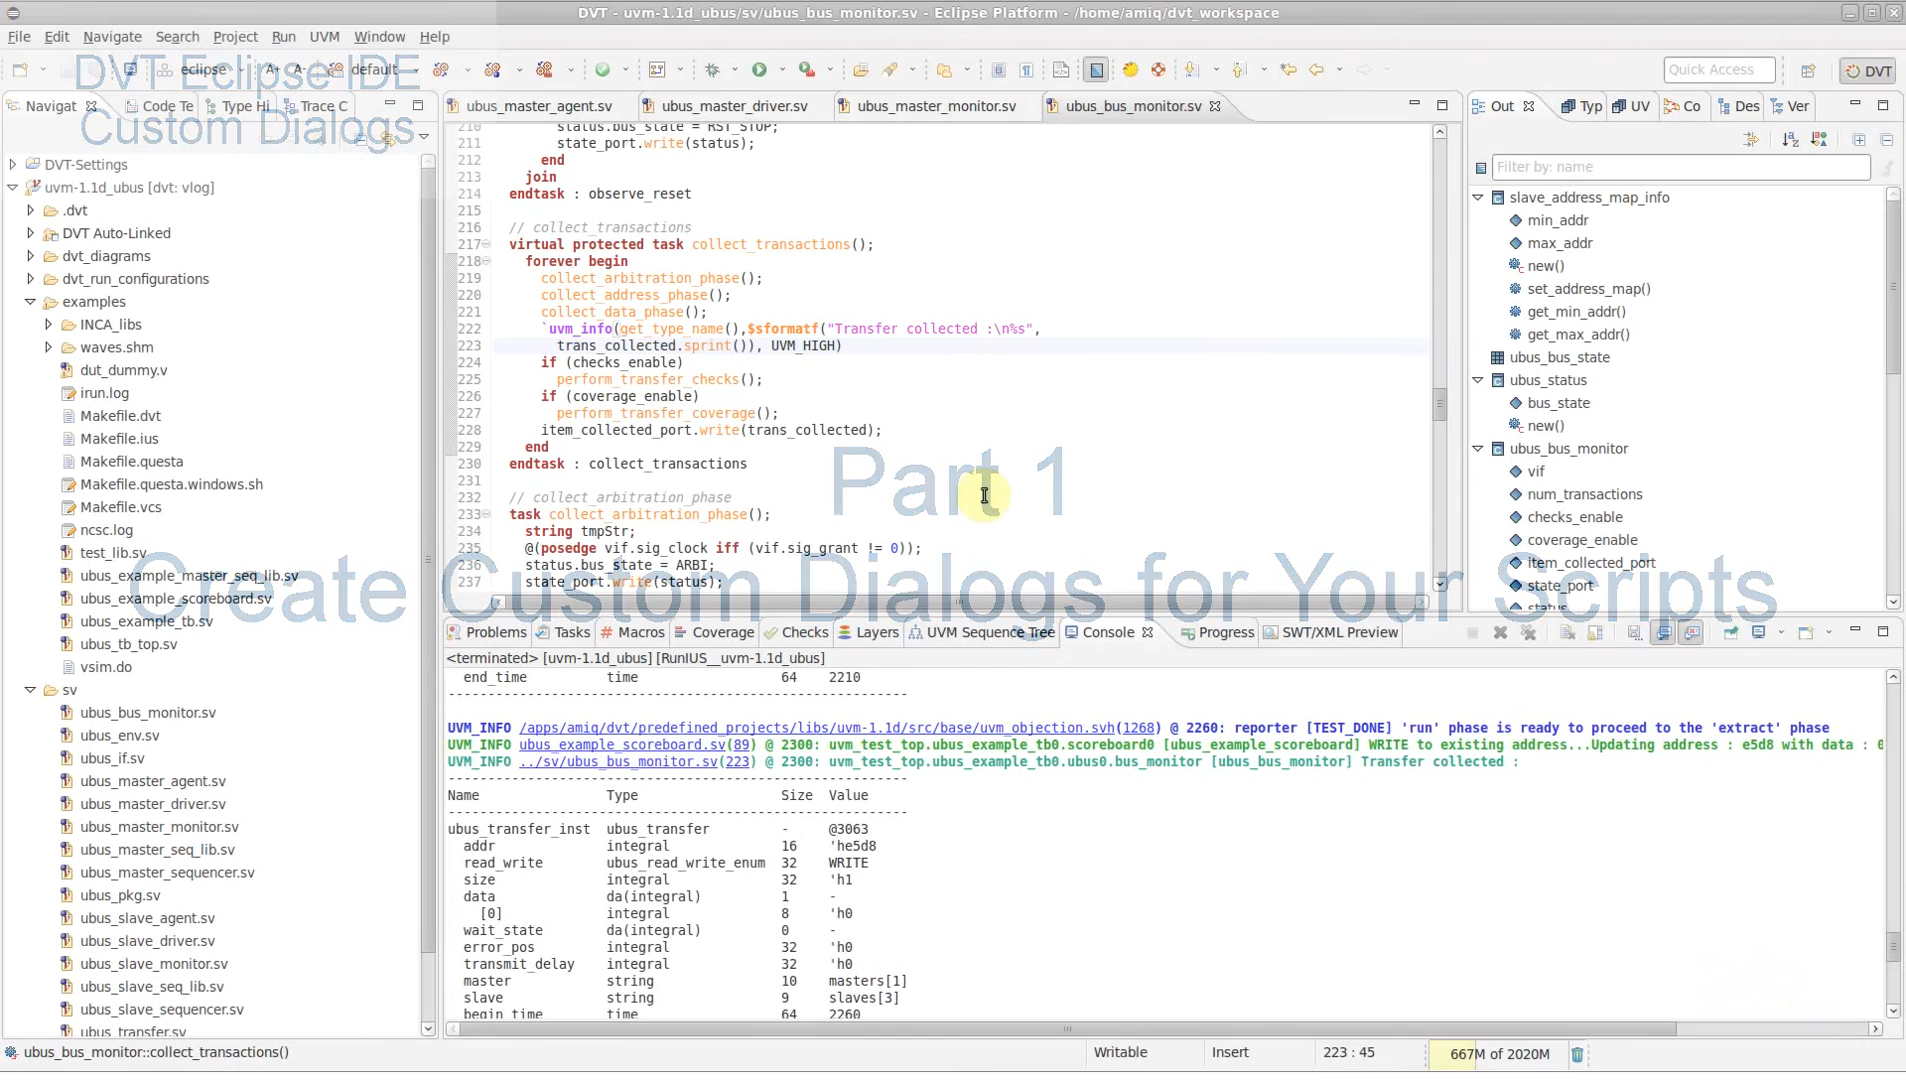 DVT - uvm-1.1d_ubus/sv/ubus_bus_monitor.sv - Eclipse Platform - /home/amiq/dvt_workspace
File Edit Navigate Search Project Run UVM Window Help
DVT Eclipse IDE
Custom Dialogs
eclipse default Quick Access DVT
Navigat Code Te Type Hi Trace C
DVT-Settings
uvm-1.1d_ubus [dvt: vlog]
.dvt
DVT Auto-Linked
dvt_diagrams
dvt_run_configurations
examples
INCA_libs
waves.shm
dut_dummy.v
irun.log
Makefile.dvt
Makefile.ius
Makefile.questa
Makefile.questa.windows.sh
Makefile.vcs
ncsc.log
test_lib.sv
ubus_example_master_seq_lib.sv
ubus_example_scoreboard.sv
ubus_example_tb.sv
ubus_tb_top.sv
vsim.do
sv
ubus_bus_monitor.sv
ubus_env.sv
ubus_if.sv
ubus_master_agent.sv
ubus_master_driver.sv
ubus_master_monitor.sv
ubus_master_seq_lib.sv
ubus_master_sequencer.sv
ubus_pkg.sv
ubus_slave_agent.sv
ubus_slave_driver.sv
ubus_slave_monitor.sv
ubus_slave_seq_lib.sv
ubus_slave_sequencer.sv
ubus_transfer.sv
ubus_master_agent.sv ubus_master_driver.sv ubus_master_monitor.sv ubus_bus_monitor.sv
210 status.bus_state = RST_STOP;
211 state_port.write(status);
212 end
213 join
214 endtask : observe_reset
215
216 // collect_transactions
217 virtual protected task collect_transactions();
218 forever begin
219 collect_arbitration_phase();
220 collect_address_phase();
221 collect_data_phase();
222 `uvm_info(get_type_name(),$sformatf("Transfer collected :\n%s",
223 trans_collected.sprint()), UVM_HIGH)
224 if (checks_enable)
225 perform_transfer_checks();
226 if (coverage_enable)
227 perform_transfer_coverage();
228 item_collected_port.write(trans_collected);
229 end
230 endtask : collect_transactions
231
232 // collect_arbitration_phase
233 task collect_arbitration_phase();
234 string tmpStr;
235 @(posedge vif.sig_clock iff (vif.sig_grant != 0));
236 status.bus_state = ARBI;
237 state_port.write(status);
Part 1
Create Custom Dialogs for Your Scripts
Out Typ UV Co Des Ver
Filter by: name
slave_address_map_info
min_addr
max_addr
new()
set_address_map()
get_min_addr()
get_max_addr()
ubus_bus_state
ubus_status
bus_state
new()
ubus_bus_monitor
vif
num_transactions
checks_enable
coverage_enable
item_collected_port
state_port
status
Problems Tasks Macros Coverage Checks Layers UVM Sequence Tree Console Progress SWT/XML Preview
<terminated> [uvm-1.1d_ubus] [RunIUS__uvm-1.1d_ubus]
end_time time 64 2210
----------------------------------------------------------
UVM_INFO /apps/amiq/dvt/predefined_projects/libs/uvm-1.1d/src/base/uvm_objection.svh(1268) @ 2260: reporter [TEST_DONE] 'run' phase is ready to proceed to the 'extract' phase
UVM_INFO ubus_example_scoreboard.sv(89) @ 2300: uvm_test_top.ubus_example_tb0.scoreboard0 [ubus_example_scoreboard] WRITE to existing address...Updating address : e5d8 with data : 0
UVM_INFO ../sv/ubus_bus_monitor.sv(223) @ 2300: uvm_test_top.ubus_example_tb0.ubus0.bus_monitor [ubus_bus_monitor] Transfer collected :
----------------------------------------------------------
Name Type Size Value
----------------------------------------------------------
ubus_transfer_inst ubus_transfer - @3063
addr integral 16 'he5d8
read_write ubus_read_write_enum 32 WRITE
size integral 32 'h1
data da(integral) 1 -
[0] integral 8 'h0
wait_state da(integral) 0 -
error_pos integral 32 'h0
transmit_delay integral 32 'h0
master string 10 masters[1]
slave string 9 slaves[3]
begin_time time 64 2260
ubus_bus_monitor::collect_transactions() Writable Insert 223 : 45 667M of 2020M